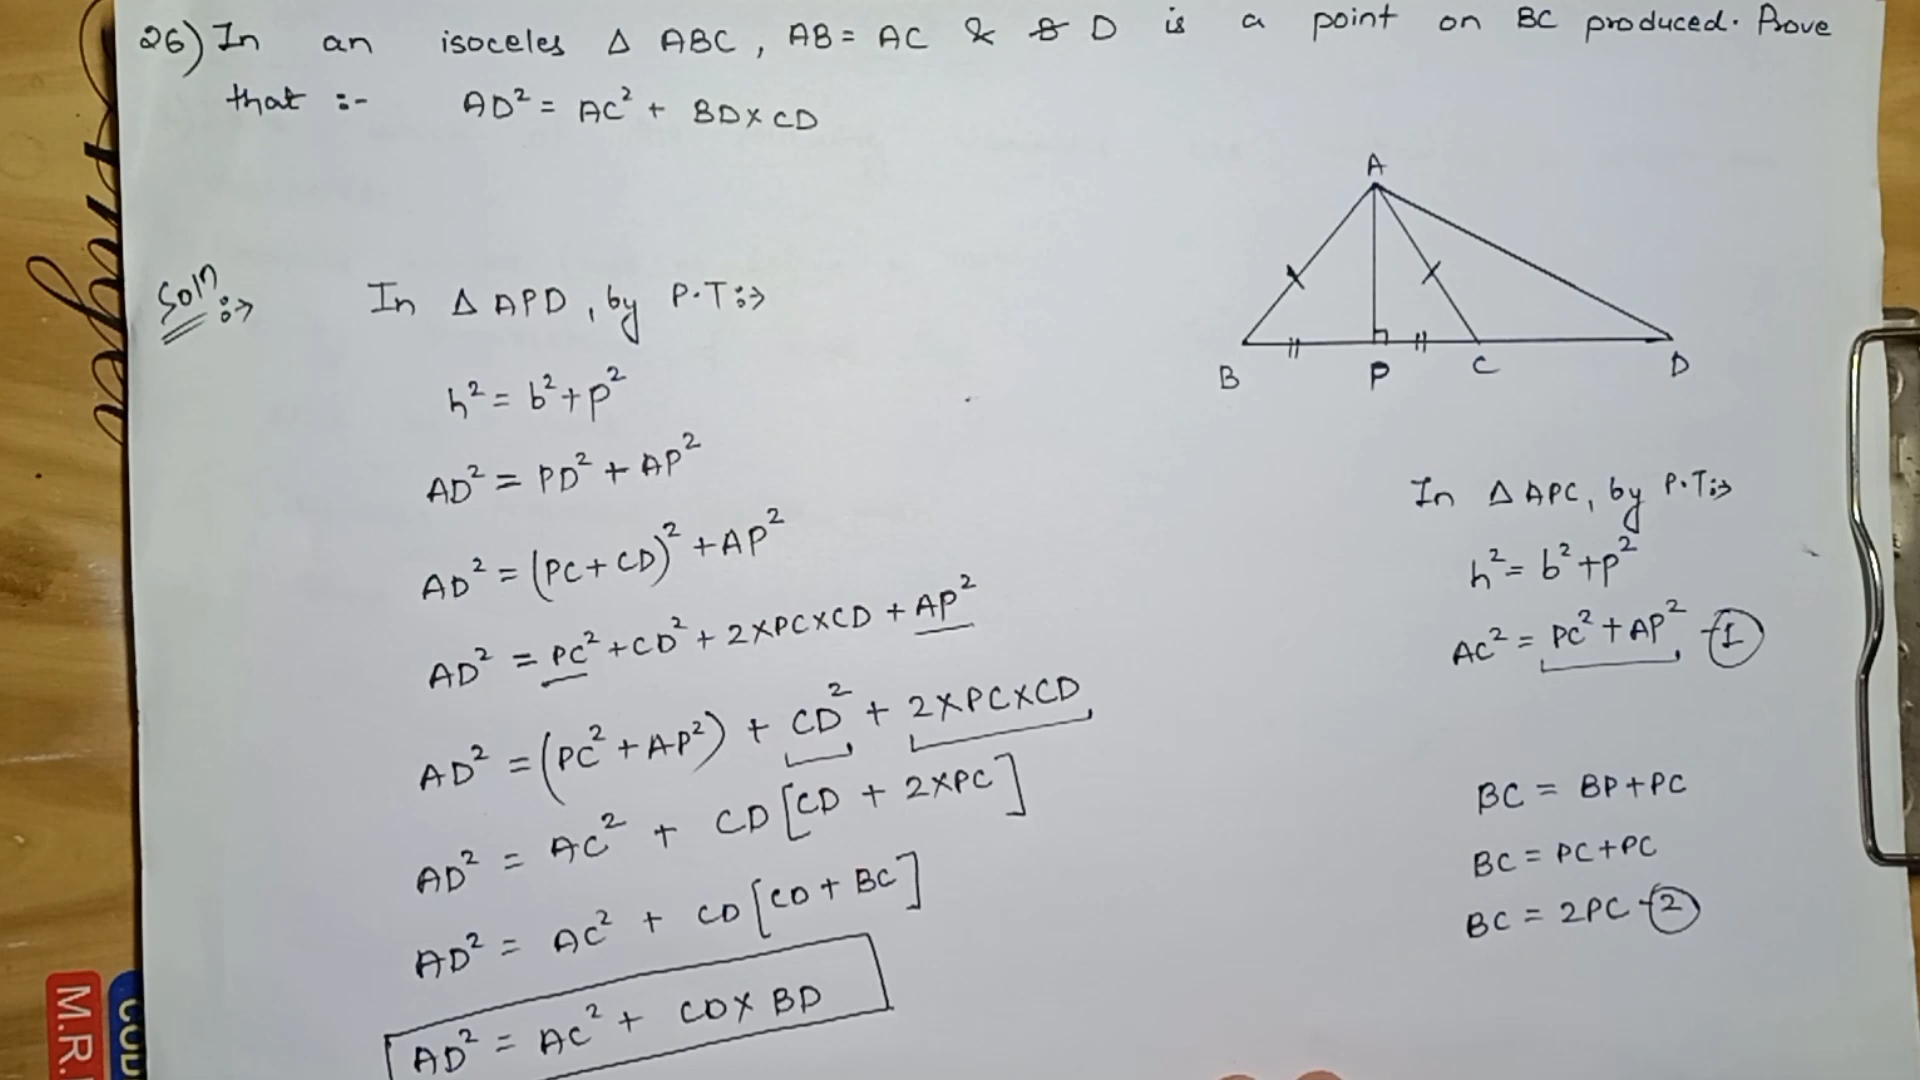 26) In an isoceles Δ ABC, AB = AC & D is a point on BC produced. Prove
that :- AD² = AC² + BD×CD
A
B P C D
Soln :→ In Δ APD, by P.T :→
h² = b² + p²
AD² = PD² + AP²
AD² = (PC + CD)² + AP²
AD² = PC² + CD² + 2×PC×CD + AP²
AD² = (PC² + AP²) + CD² + 2×PC×CD
AD² = AC² + CD [CD + 2×PC]
AD² = AC² + CD [CD + BC]
AD² = AC² + CD× BD
In Δ APC, by P.T :→
h² = b² + p²
AC² = PC² + AP² -①
BC = BP + PC
BC = PC + PC
BC = 2PC -②
M.R.